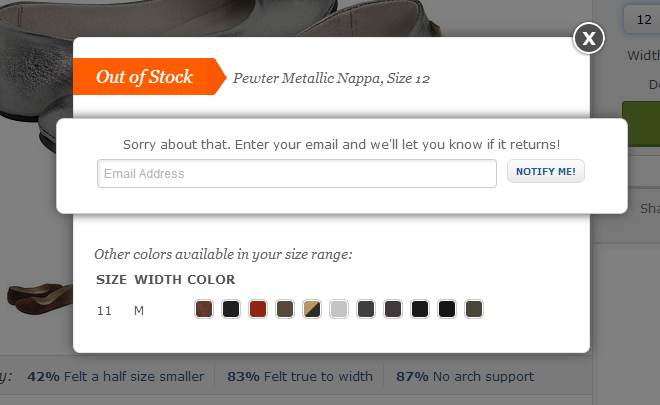 12
X
Width
Out of Stock
Pewter Metallic Nappa, Size 12
Sorry about that. Enter your email and we'll let you know if it returns!
Email Address
NOTIFY ME!
Other colors available in your size range:
SIZE WIDTH COLOR
11 M
42% Felt a half size smaller 83% Felt true to width 87% No arch support